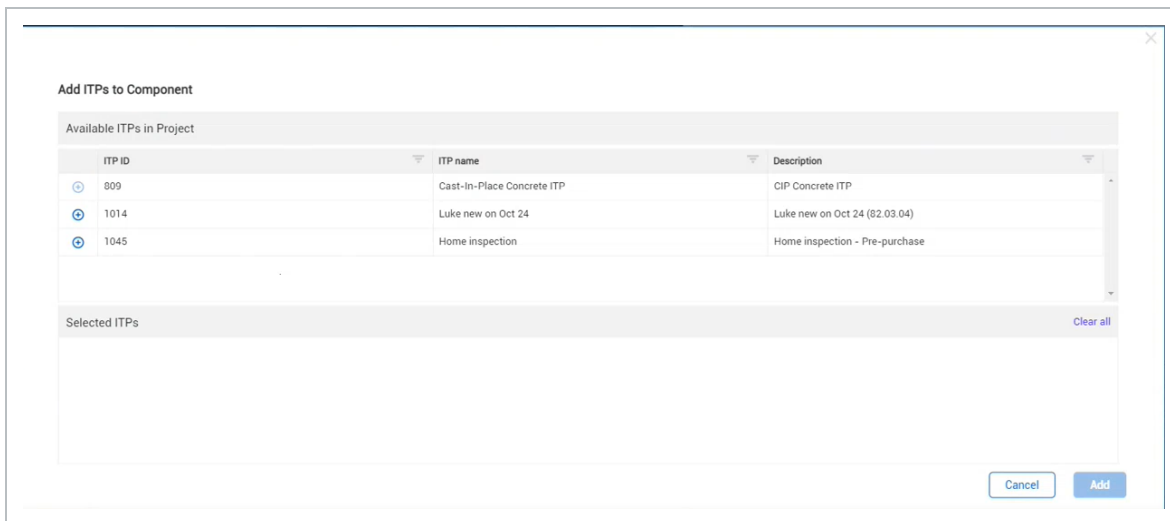 Add ITPs to Component
Available ITPs in Project
ITP ID ITP name Description
809 Cast-In-Place Concrete ITP CIP Concrete ITP
1014 Luke new on Oct 24 Luke new on Oct 24 (82.03.04)
1045 Home inspection Home inspection - Pre-purchase
Selected ITPs Clear all
Cancel Add